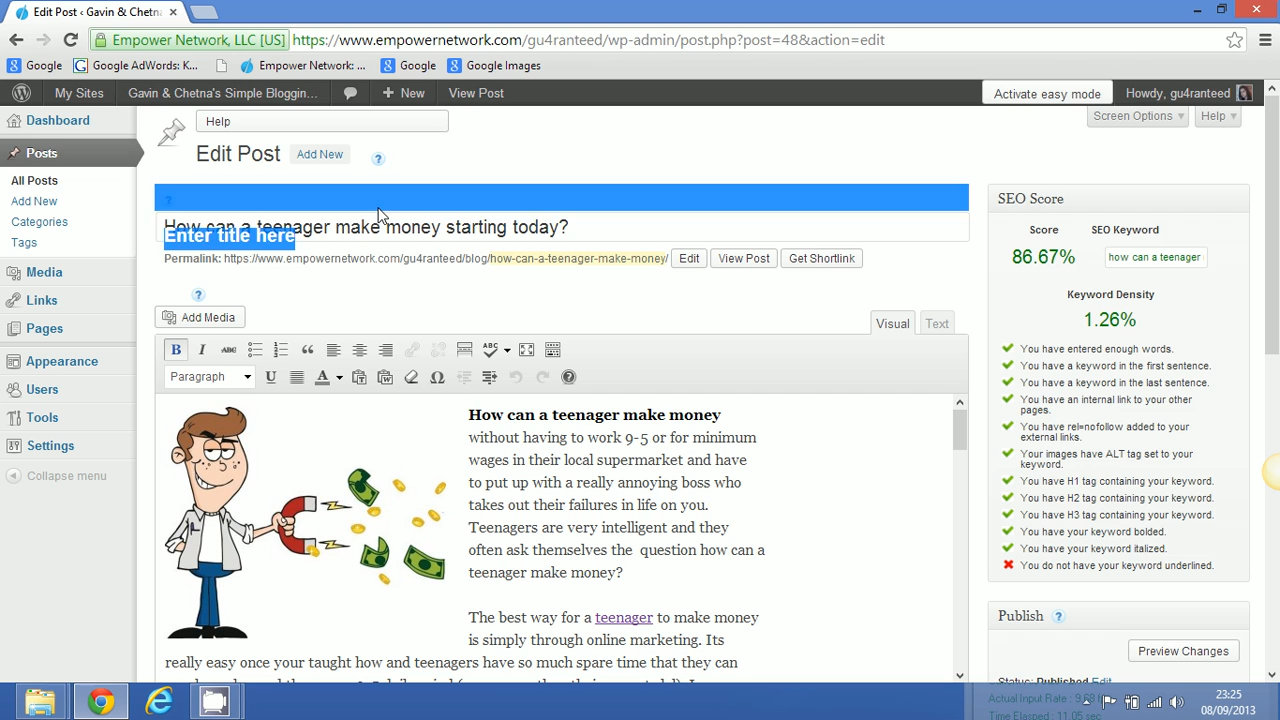 Edit Post ‹ Gavin & Chetn
Empower Network, LLC [US] https://www.empowernetwork.com/gu4ranteed/wp-admin/post.php?post=48&action=edit
Google Google AdWords: K... Empower Network: ... Google Google Images
My Sites Gavin & Chetna's Simple Bloggin... + New View Post Activate easy mode Howdy, gu4ranteed
Dashboard
Posts
All Posts
Add New
Categories
Tags
Media
Links
Pages
Appearance
Users
Tools
Settings
Collapse menu
Help
Screen Options Help
Edit Post Add New ?
?
How can a teenager make money starting today?
Enter title here
Permalink: https://www.empowernetwork.com/gu4ranteed/blog/how-can-a-teenager-make-money/ Edit View Post Get Shortlink
?
Add Media
Visual Text
B I ABC ABC
Paragraph U A Ω ?
How can a teenager make money
without having to work 9-5 or for minimum
wages in their local supermarket and have
to put up with a really annoying boss who
takes out their failures in life on you.
Teenagers are very intelligent and they
often ask themselves the question how can a
teenager make money?
The best way for a teenager to make money
is simply through online marketing. Its
really easy once your taught how and teenagers have so much spare time that they can
SEO Score
Score SEO Keyword
86.67% how can a teenager
Keyword Density
1.26%
You have entered enough words.
You have a keyword in the first sentence.
You have a keyword in the last sentence.
You have an internal link to your other
pages.
You have rel=nofollow added to your
external links.
Your images have ALT tag set to your
keyword.
You have H1 tag containing your keyword.
You have H2 tag containing your keyword.
You have H3 tag containing your keyword.
You have your keyword bolded.
You have your keyword italized.
You do not have your keyword underlined.
Publish ?
Preview Changes
Status: Published Edit
Actual Input Rate : 9.68
Time Elapsed : 11.05 sec
23:25
08/09/2013